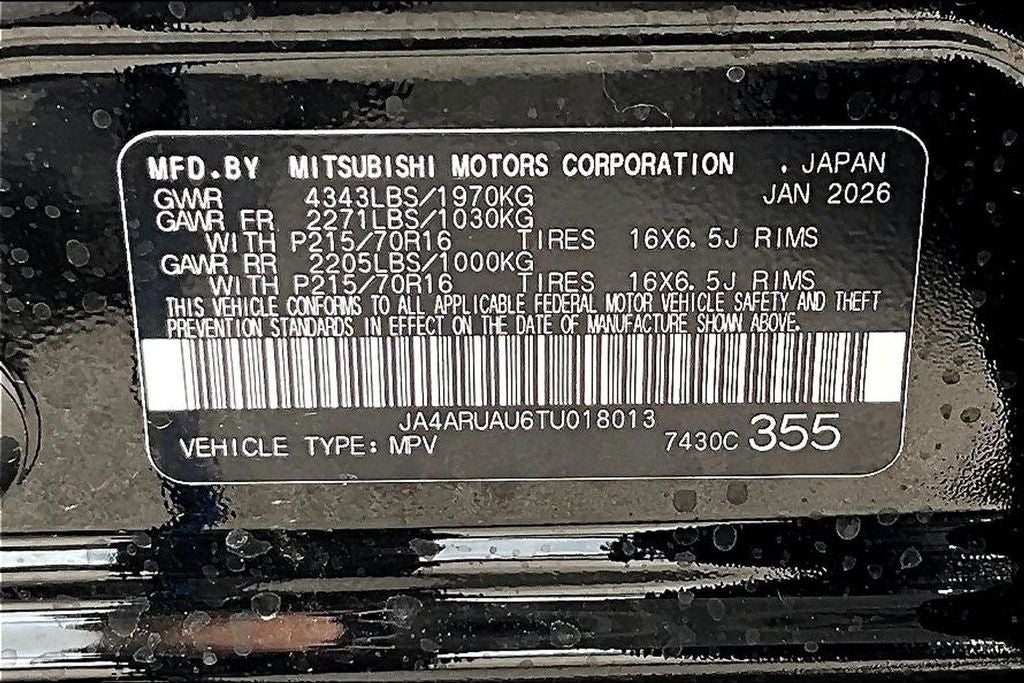 MFD.BY MITSUBISHI MOTORS CORPORATION . JAPAN
GVWR 4343LBS/1970KG JAN 2026
GAWR FR 2271LBS/1030KG
WITH P215/70R16 TIRES 16X6.5J RIMS
GAWR RR 2205LBS/1000KG
WITH P215/70R16 TIRES 16X6.5J RIMS
THIS VEHICLE CONFORMS TO ALL APPLICABLE FEDERAL MOTOR VEHICLE SAFETY AND THEFT
PREVENTION STANDARDS IN EFFECT ON THE DATE OF MANUFACTURE SHOWN ABOVE.
JA4ARUAU6TU018013
VEHICLE TYPE: MPV 7430C 355